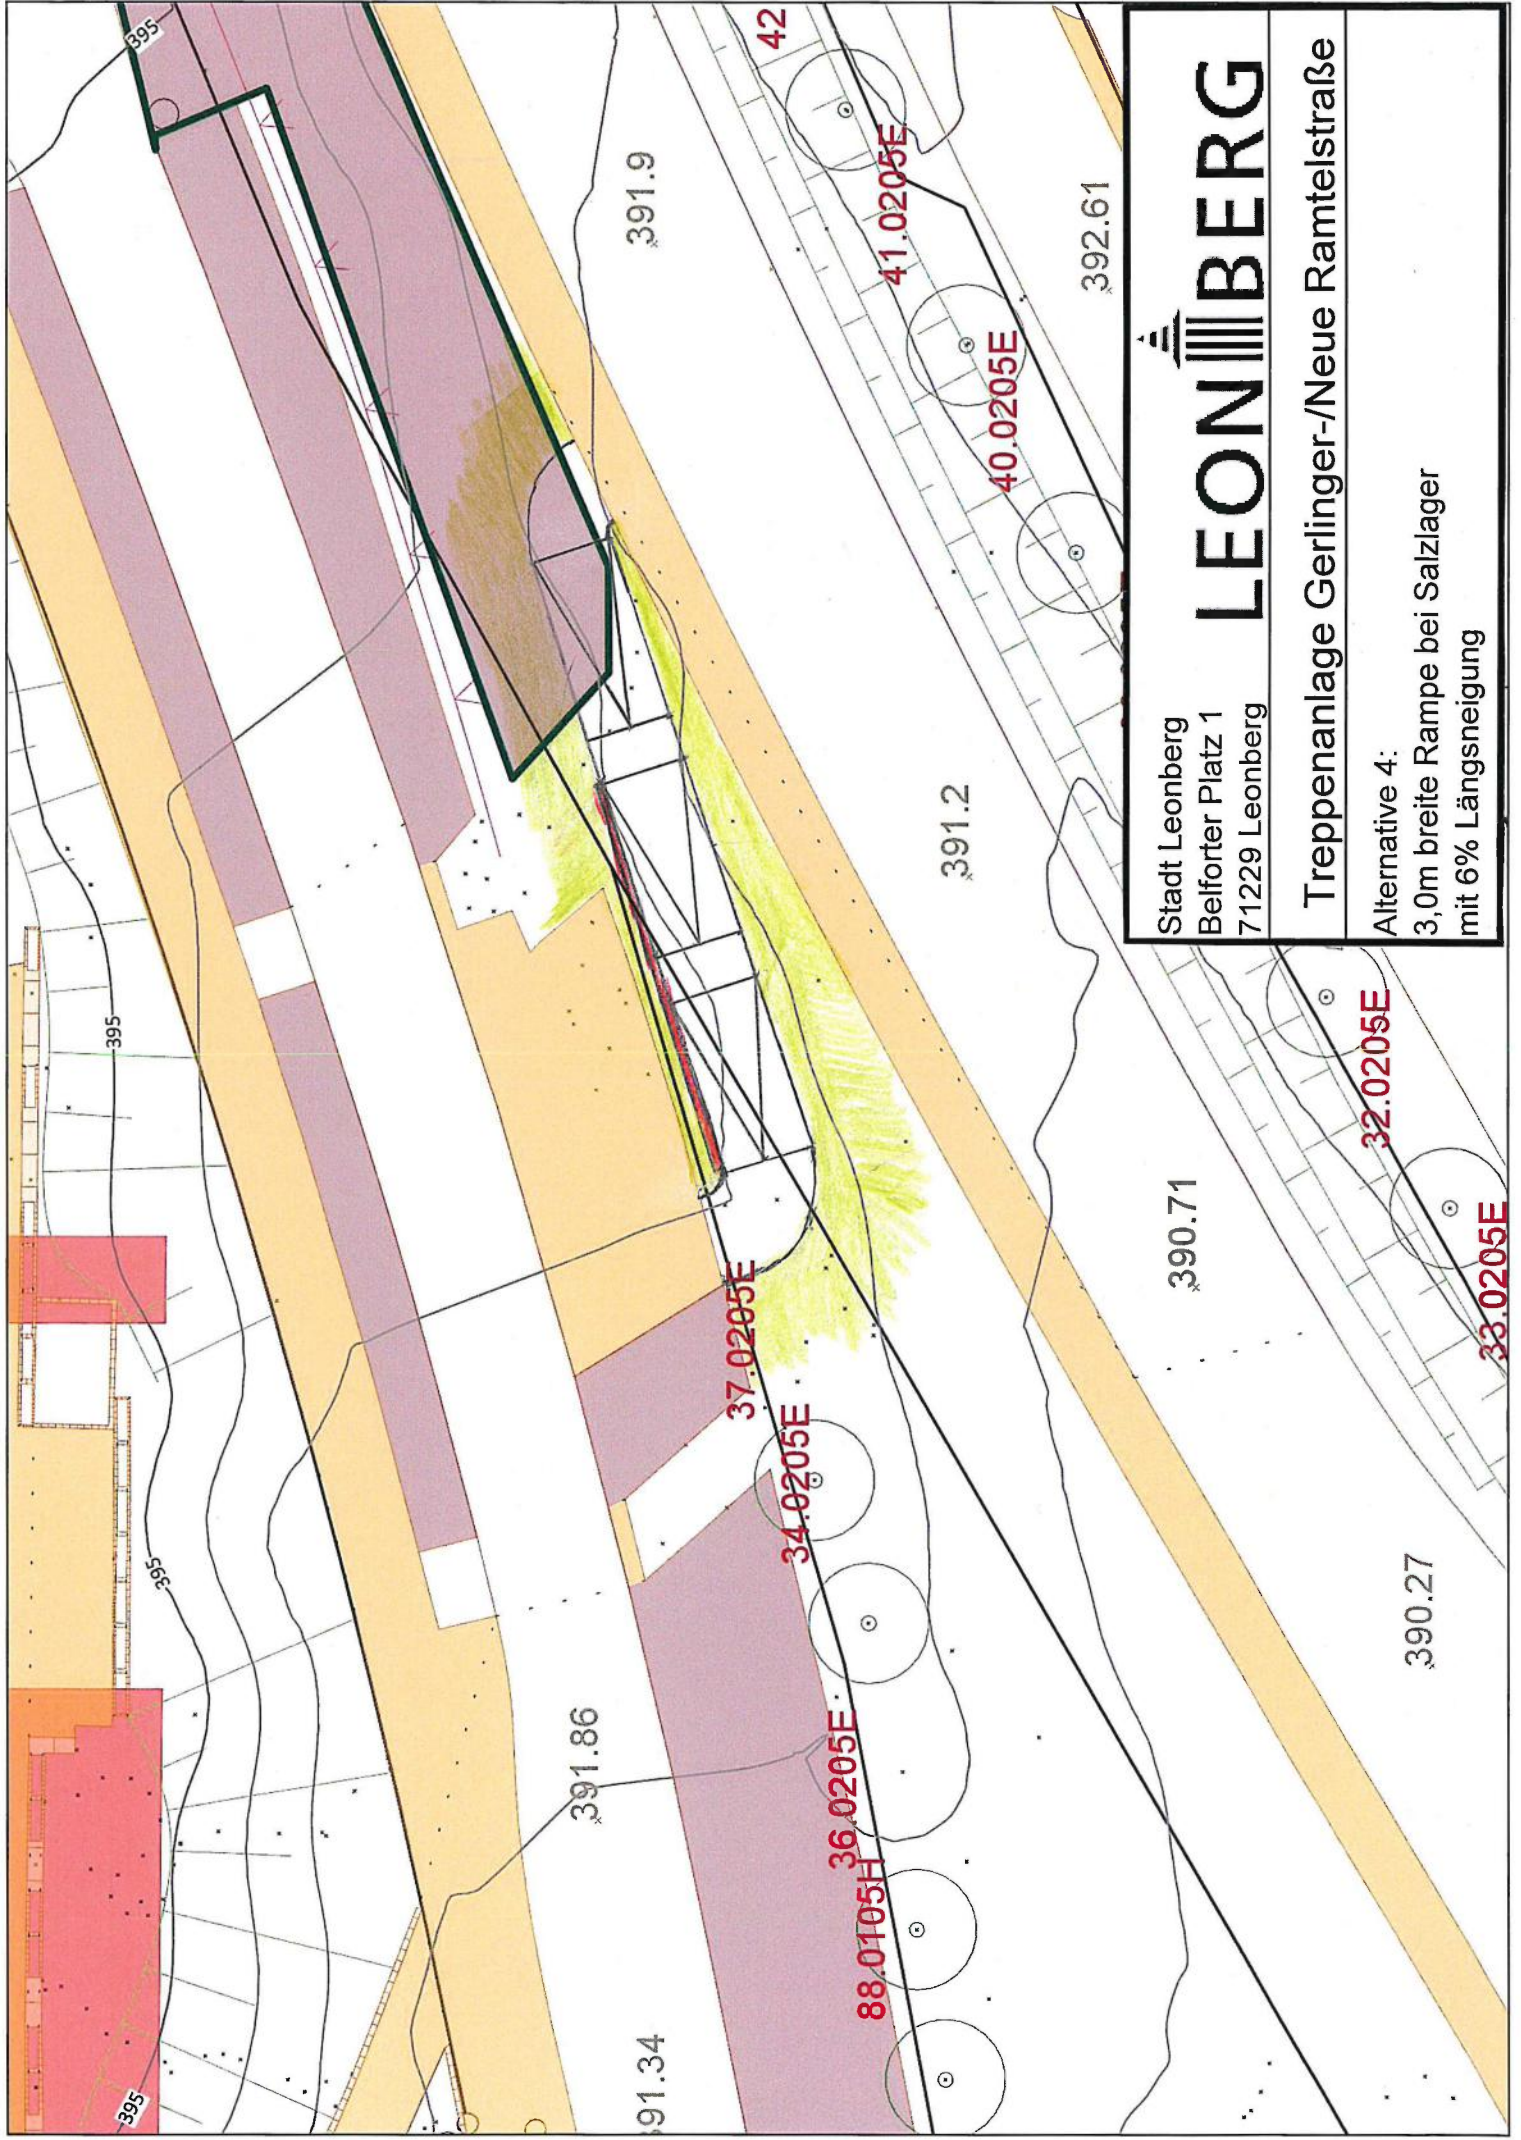 Stadt Leonberg
Belforter Platz 1
71229 Leonberg
LEONBERG
Treppenanlage Gerlinger-/Neue Ramtelstraße
Alternative 4:
3,0m breite Rampe bei Salzlager
mit 6% Längsneigung
395
395
395
395
391.34
391.86
391.9
391.2
390.71
390.27
392.61
88.0105H
36.0205E
34.0205E
37.0205E
33.0205E
32.0205E
40.0205E
41.0205E
42